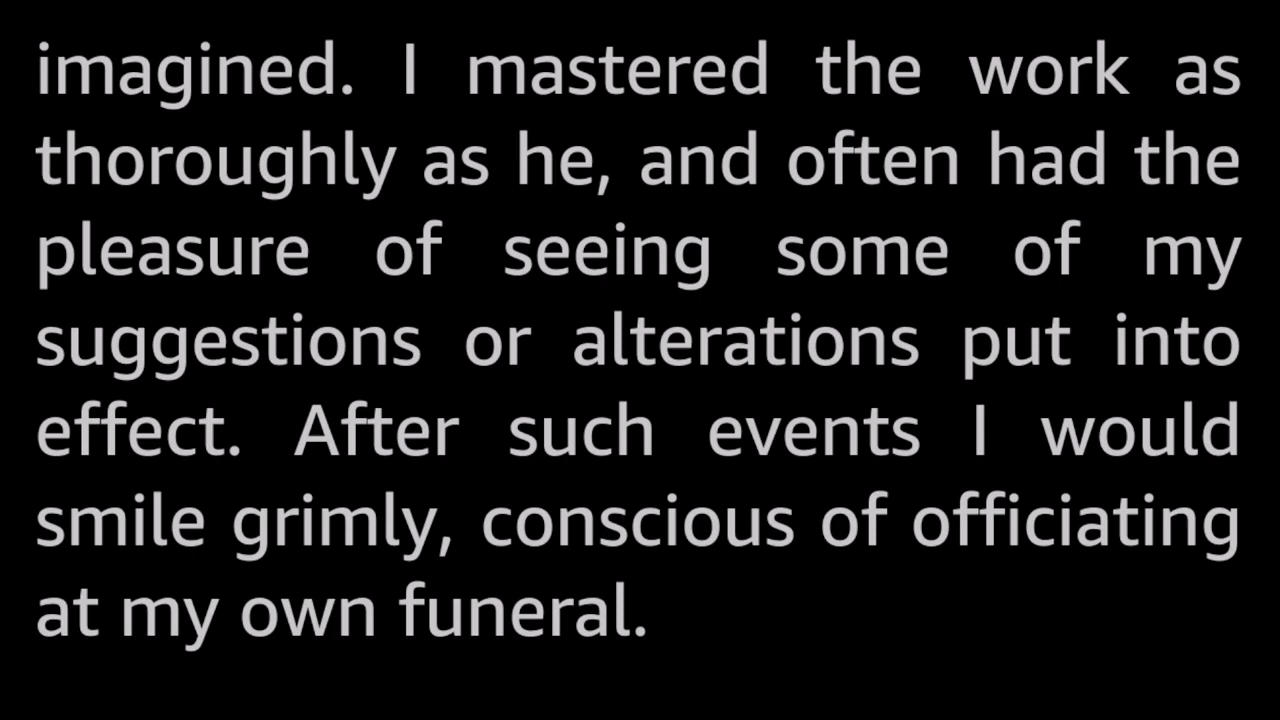 imagined. I mastered the work as
thoroughly as he, and often had the
pleasure of seeing some of my
suggestions or alterations put into
effect. After such events I would
smile grimly, conscious of officiating
at my own funeral.